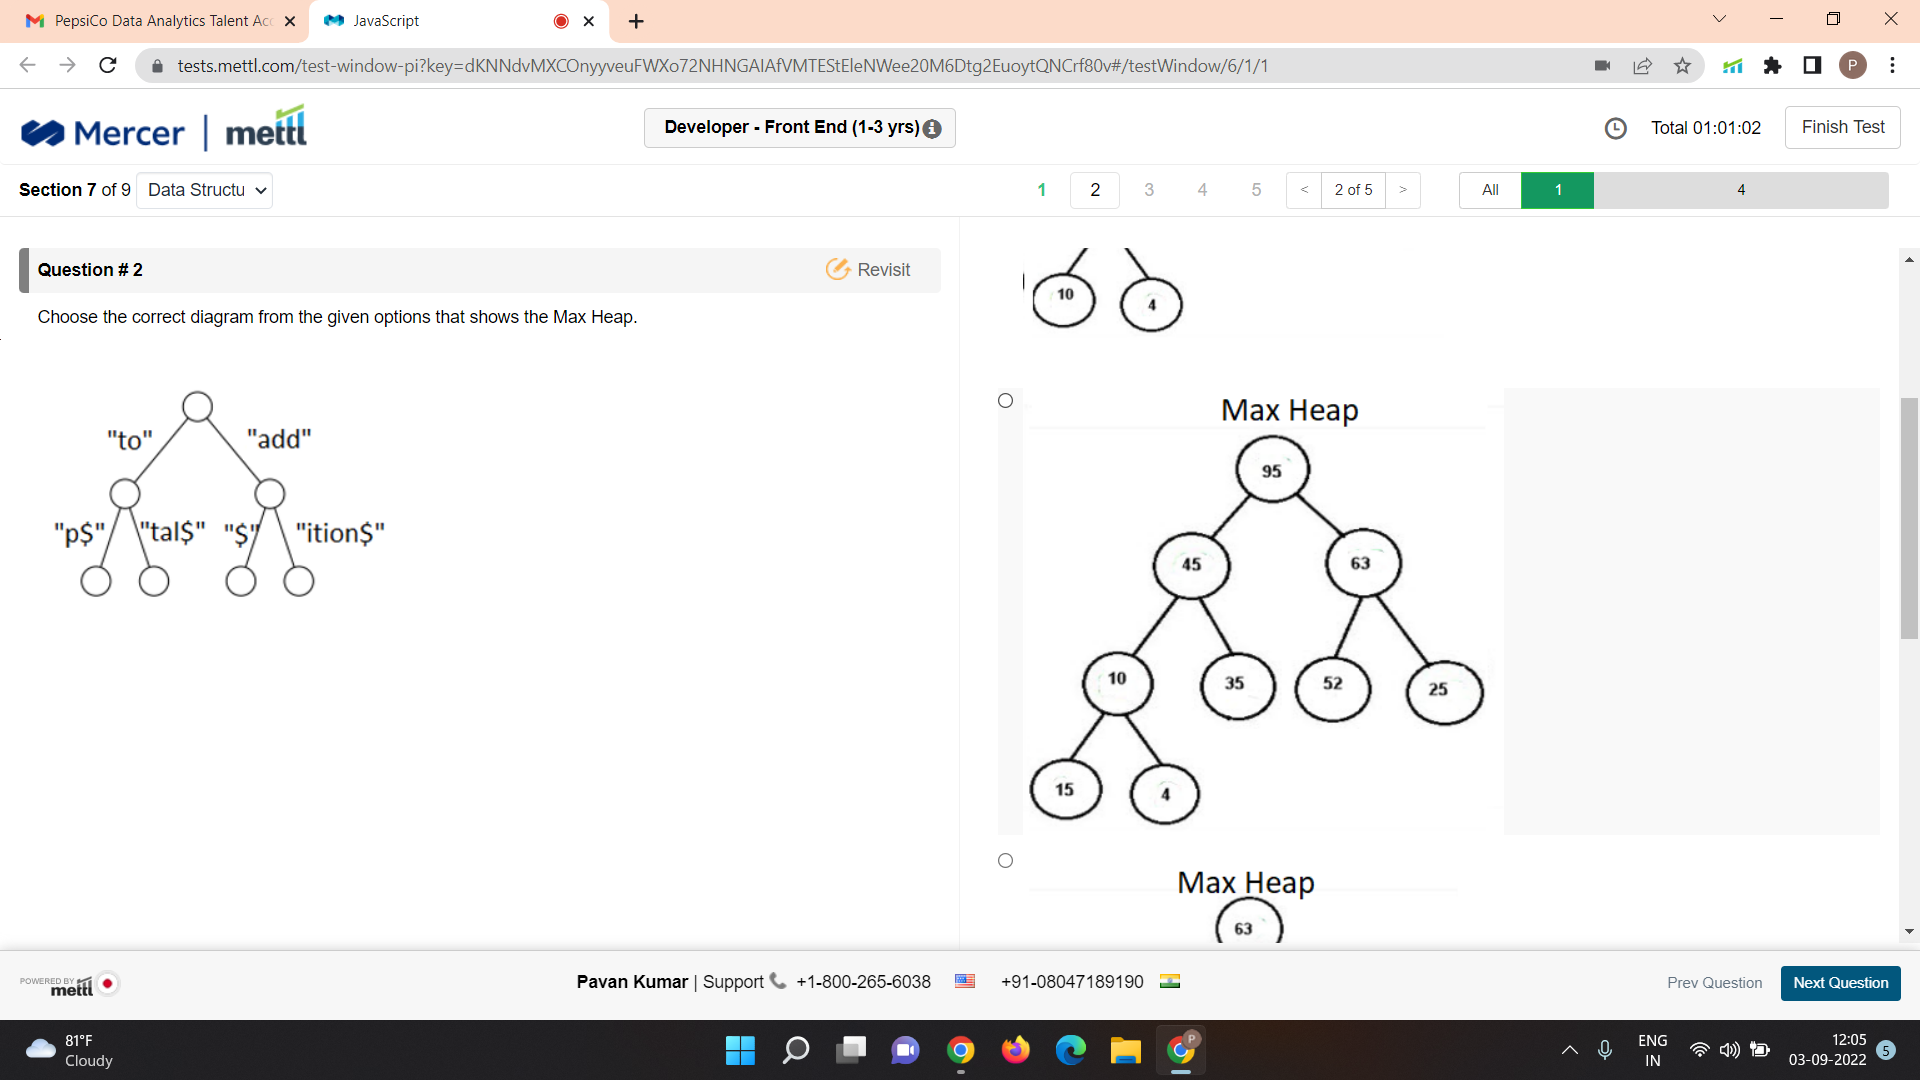 PepsiCo Data Analytics Talent Acc
JavaScript
tests.mettl.com/test-window-pi?key=dKNNdvMXCOnyyveuFWXo72NHNGAIAfVMTEStEleNWee20M6Dtg2EuoytQNCrf80v#/testWindow/6/1/1
P
Mercer | mettl
Developer - Front End (1-3 yrs)
Total 01:01:02
Finish Test
Section 7 of 9
Data Structu
1 2 3 4 5
< 2 of 5 >
All 1 4
Question # 2
Revisit
Choose the correct diagram from the given options that shows the Max Heap.
"to" "add"
"p$" "tal$" "$" "ition$"
10 4
Max Heap
95
45 63
10 35 52 25
15 4
Max Heap
63
POWERED BY
mettl
Pavan Kumar | Support +1-800-265-6038 +91-08047189190
Prev Question
Next Question
81°F
Cloudy
P
ENG
IN
12:05
03-09-2022
5